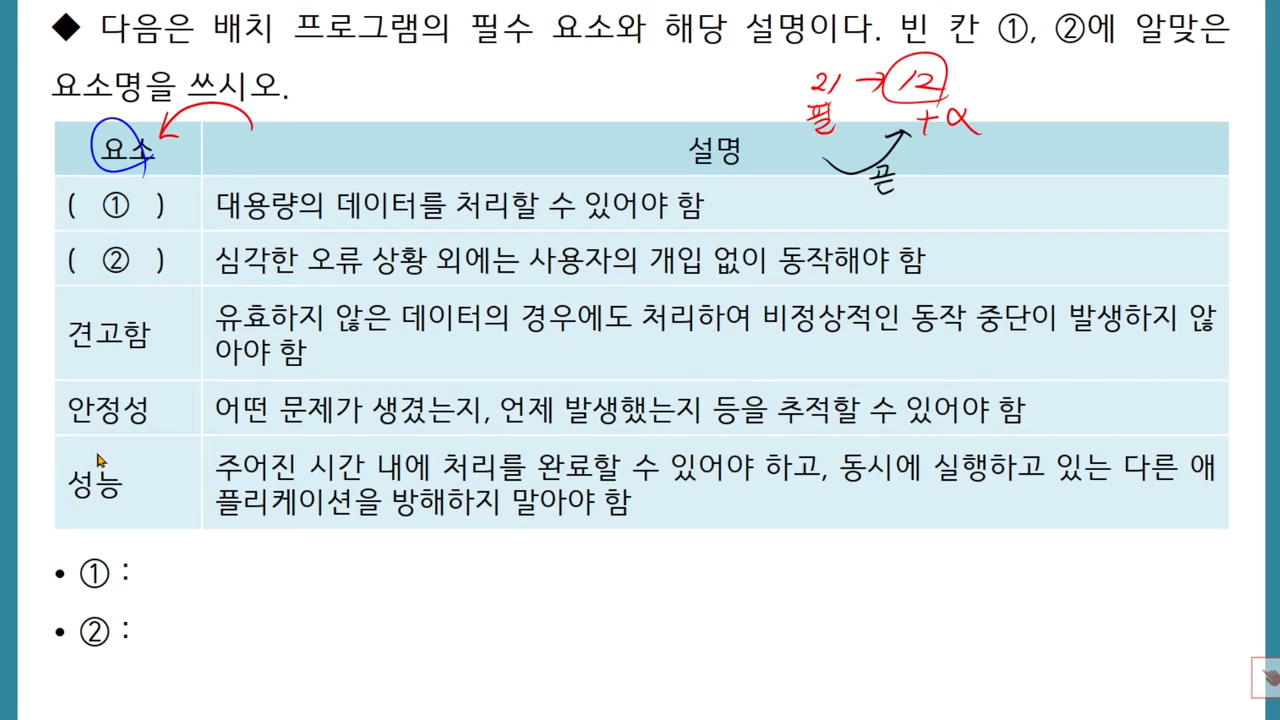 ◆ 다음은 배치 프로그램의 필수 요소와 해당 설명이다. 빈 칸 ①, ②에 알맞은
요소명을 쓰시오.
21 → 12
필 + α
요소 설명
( ① ) 대용량의 데이터를 처리할 수 있어야 함
( ② ) 심각한 오류 상황 외에는 사용자의 개입 없이 동작해야 함
견고함 유효하지 않은 데이터의 경우에도 처리하여 비정상적인 동작 중단이 발생하지 않
아야 함
안정성 어떤 문제가 생겼는지, 언제 발생했는지 등을 추적할 수 있어야 함
성능 주어진 시간 내에 처리를 완료할 수 있어야 하고, 동시에 실행하고 있는 다른 애
플리케이션을 방해하지 말아야 함
• ① :
• ② :